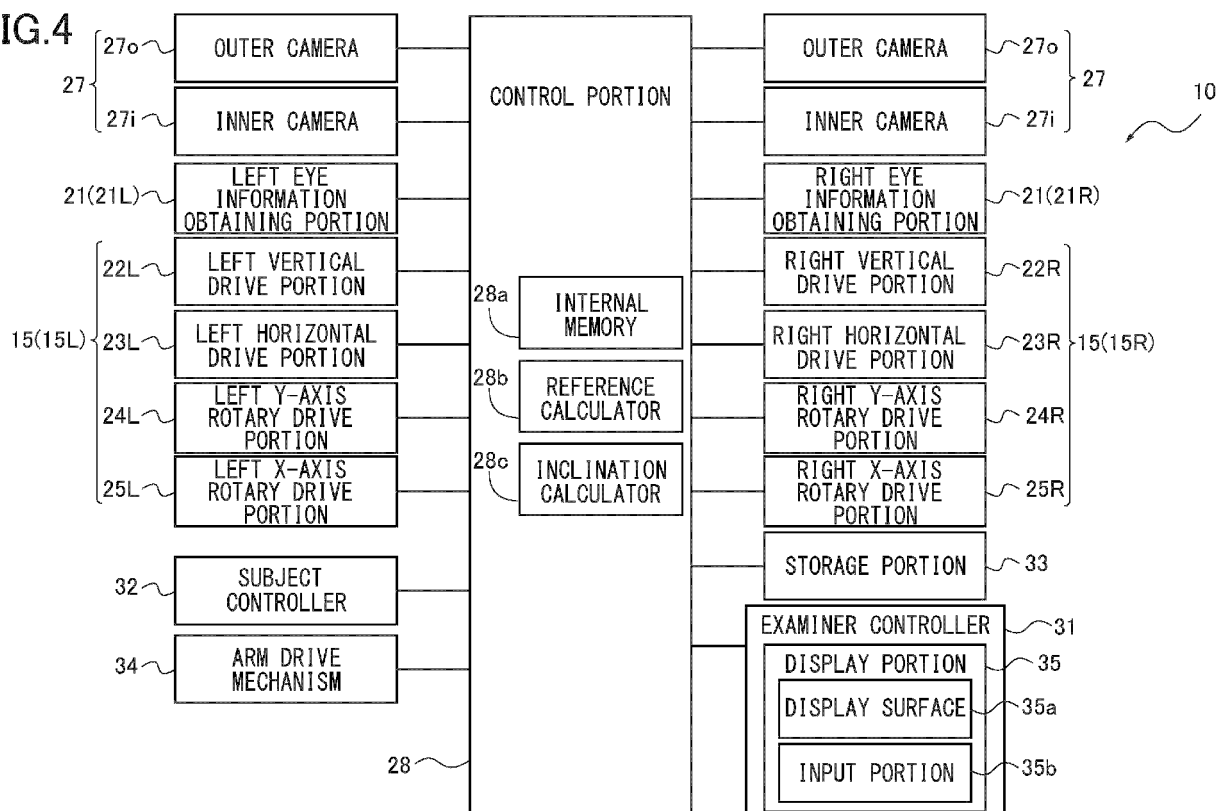 IG.4
27
27o
OUTER CAMERA
27i
INNER CAMERA
21(21L)
LEFT EYE
INFORMATION
OBTAINING PORTION
15(15L)
22L
LEFT VERTICAL
DRIVE PORTION
23L
LEFT HORIZONTAL
DRIVE PORTION
24L
LEFT Y-AXIS
ROTARY DRIVE
PORTION
25L
LEFT X-AXIS
ROTARY DRIVE
PORTION
32
SUBJECT
CONTROLLER
34
ARM DRIVE
MECHANISM
28
CONTROL PORTION
28a
INTERNAL
MEMORY
28b
REFERENCE
CALCULATOR
28c
INCLINATION
CALCULATOR
OUTER CAMERA
27o
INNER CAMERA
27i
27
10
RIGHT EYE
INFORMATION
OBTAINING PORTION
21(21R)
RIGHT VERTICAL
DRIVE PORTION
22R
RIGHT HORIZONTAL
DRIVE PORTION
23R
15(15R)
RIGHT Y-AXIS
ROTARY DRIVE
PORTION
24R
RIGHT X-AXIS
ROTARY DRIVE
PORTION
25R
STORAGE PORTION
33
EXAMINER CONTROLLER
31
DISPLAY PORTION
35
DISPLAY SURFACE
35a
INPUT PORTION
35b